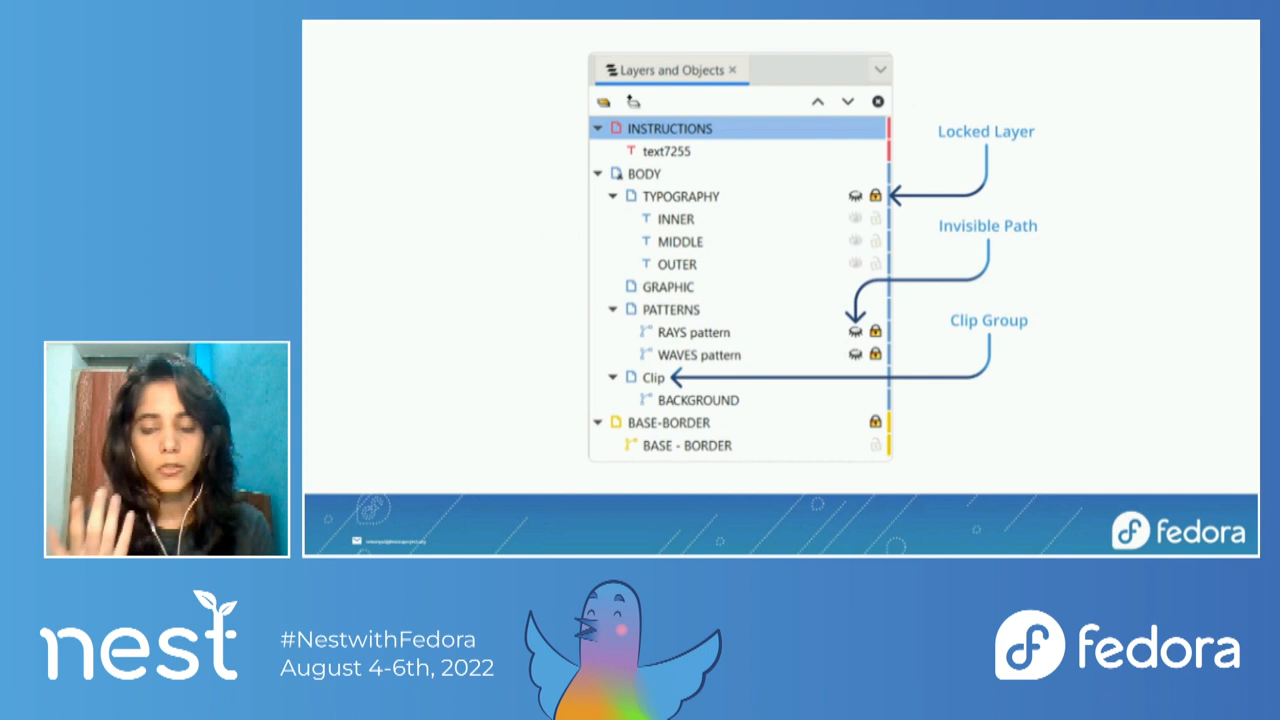 Layers and Objects
INSTRUCTIONS
text7255
BODY
TYPOGRAPHY
INNER
MIDDLE
OUTER
GRAPHIC
PATTERNS
RAYS pattern
WAVES pattern
Clip
BACKGROUND
BASE-BORDER
BASE - BORDER
Locked Layer
Invisible Path
Clip Group
fedora
nest
#NestwithFedora
August 4-6th, 2022
fedora